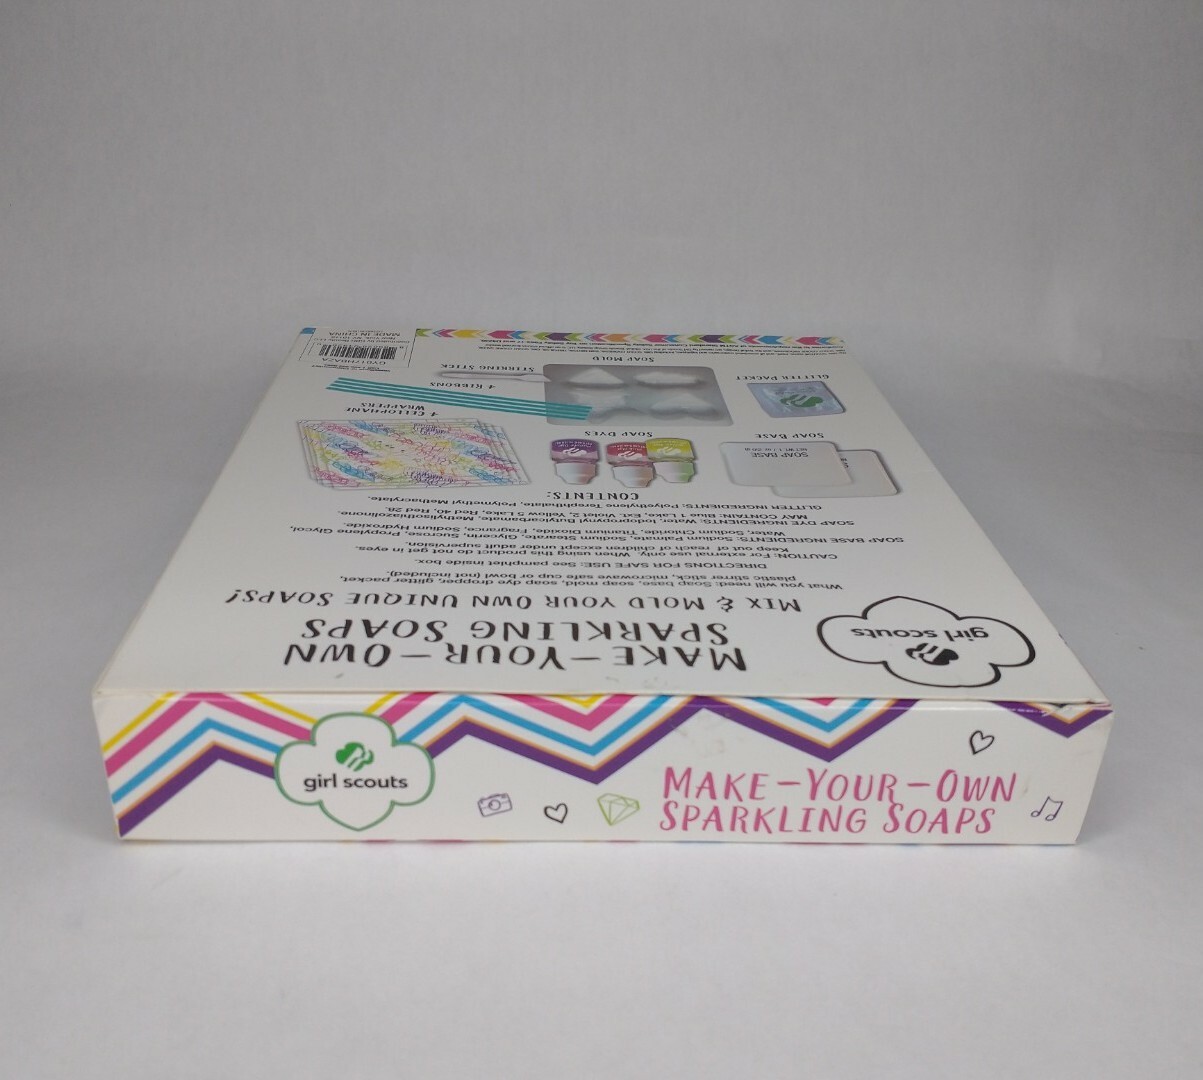 girl scouts
MAKE-YOUR-OWN
SPARKLING SOAPS
girl scouts
MAKE-YOUR-OWN
SPARKLING SOAPS
MIX & MOLD YOUR OWN UNIQUE SOAPS!
What you will need: Soap base, soap mold, soap dye dropper, glitter packet,
plastic stirrer stick, microwave safe cup or bowl (not included).
DIRECTIONS FOR SAFE USE: See pamphlet inside box.
CAUTION: For external use only. When using this product do not get in eyes.
Keep out of reach of children except under adult supervision.
SOAP BASE INGREDIENTS: Sodium Palmate, Sodium Stearate, Glycerin, Sucrose, Propylene Glycol,
Water, Sodium Chloride, Titanium Dioxide, Fragrance, Sodium Hydroxide.
SOAP DYE INGREDIENTS: Water, Iodopropynyl Butylcarbamate, Methylisothiazolinone.
MAY CONTAIN: Blue 1 Lake, Ext. Violet 2, Yellow 5 Lake, Red 40, Red 28.
GLITTER INGREDIENTS: Polyethylene Terephthalate, Polymethyl Methacrylate.
CONTENTS:
SOAP BASE
SOAP BASE
SOAP DYES
4 CELLOPHANE
WRAPPERS
GLITTER PACKET
SOAP MOLD
STIRRING STICK
4 RIBBONS
MADE IN CHINA